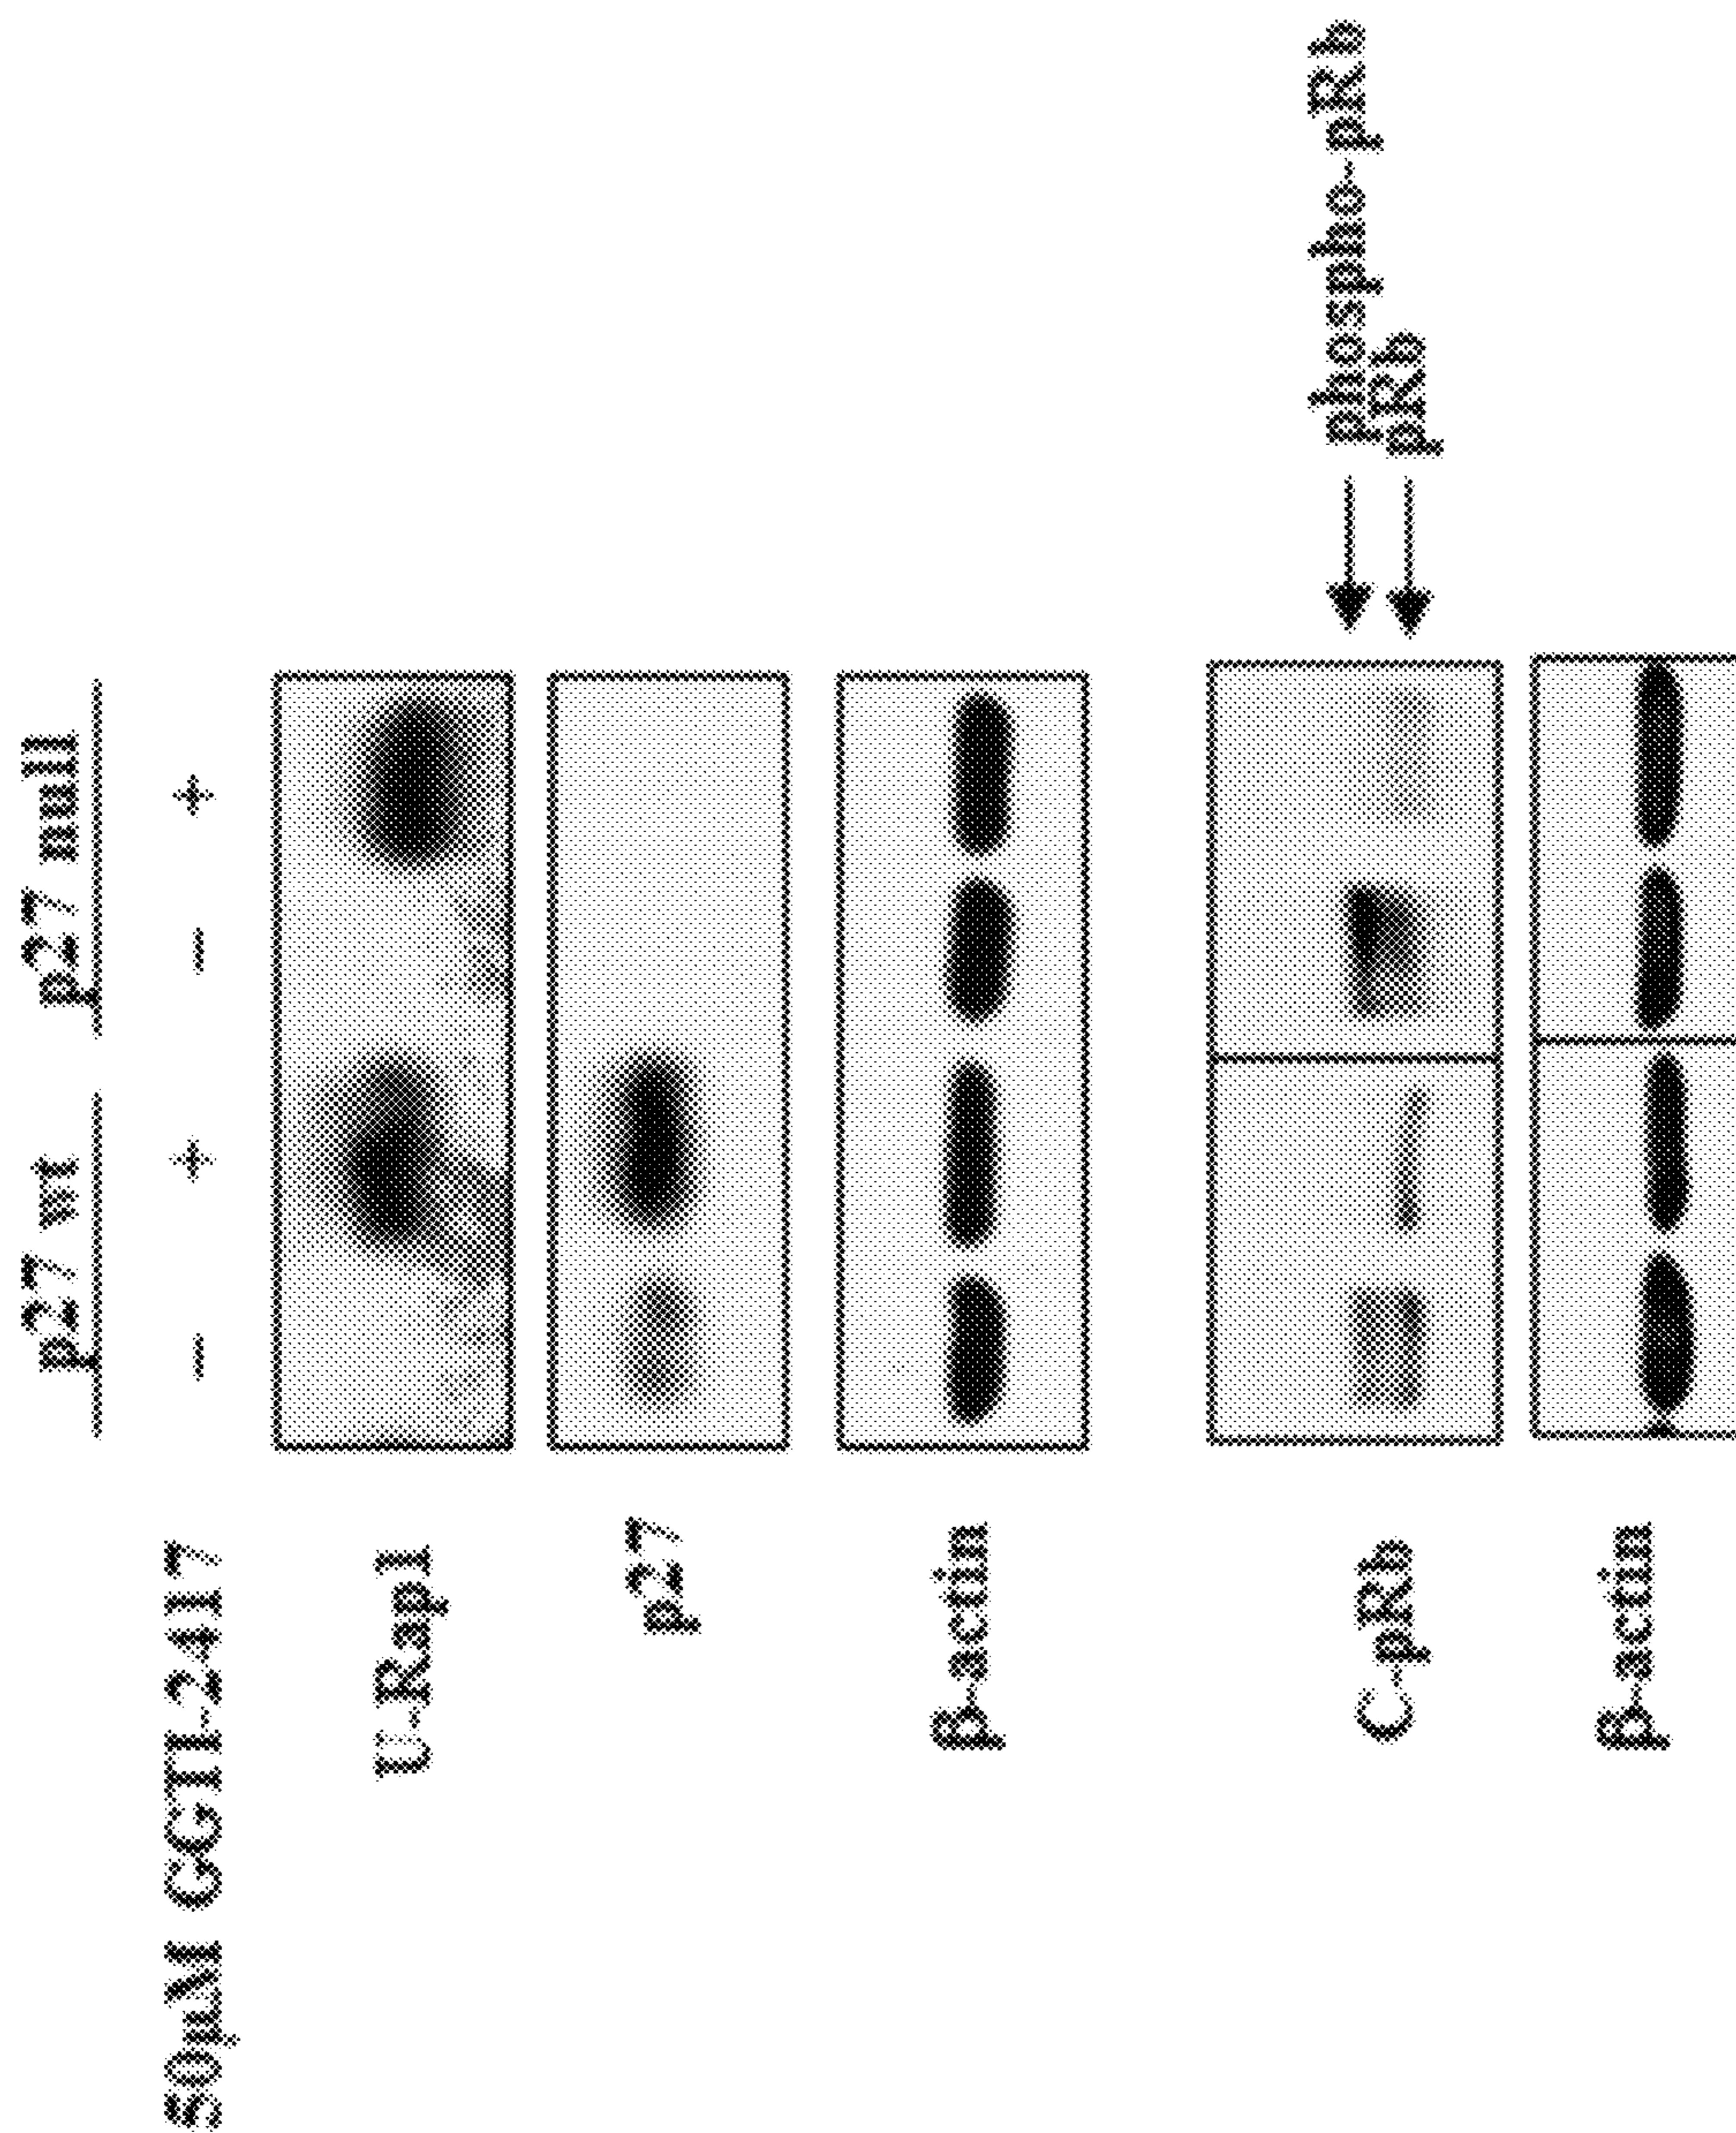 p27 wt p27 null
50µM GGTI-2417 - + - +
U-Rap1
p27
β-actin
C-pRb
phospho-pRb
pRb
β-actin